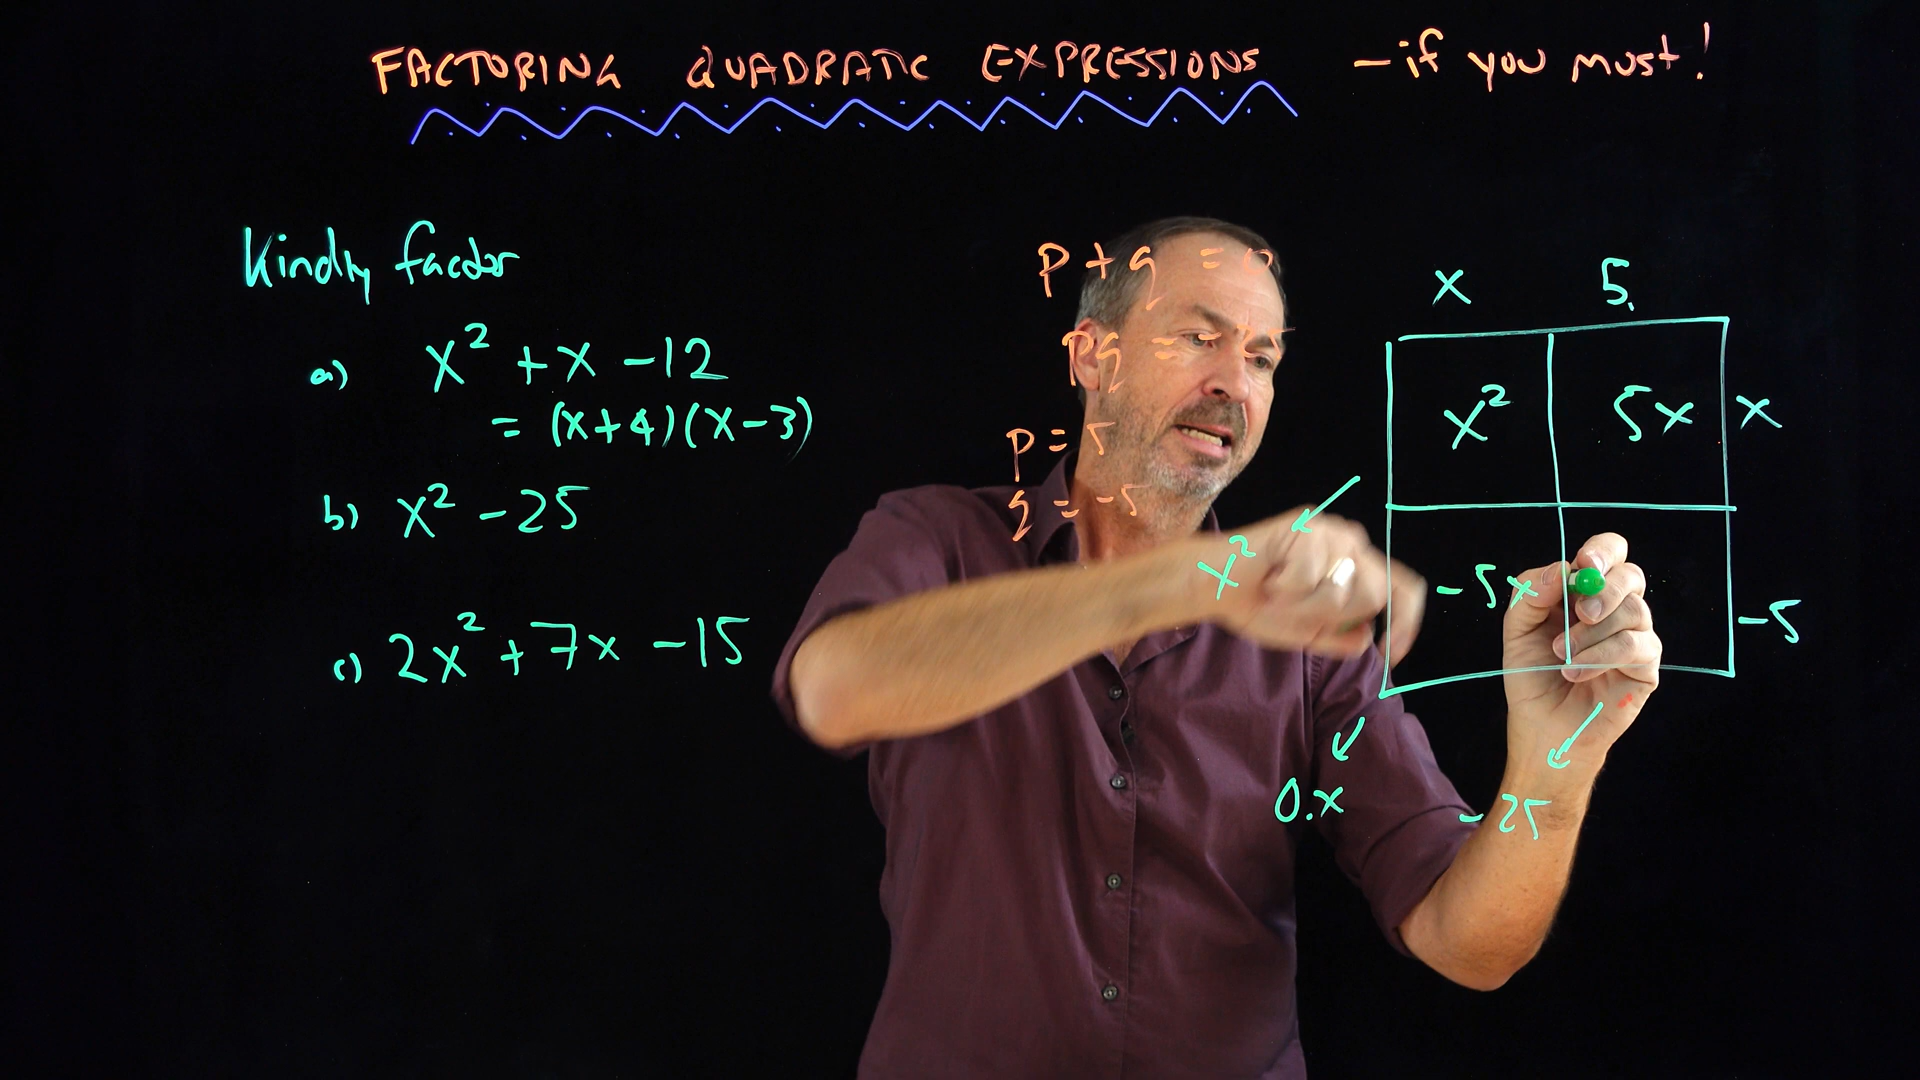 FACTORING QUADRATIC EXPRESSIONS – if you must!
Kindly factor
a) x² + x – 12
= (x+4)(x–3)
b) x² – 25
c) 2x² + 7x – 15
p + q = 0
pq =
p = 5
q = –5
x 5
x² 5x x
–5x –5
x²
0.x
–25